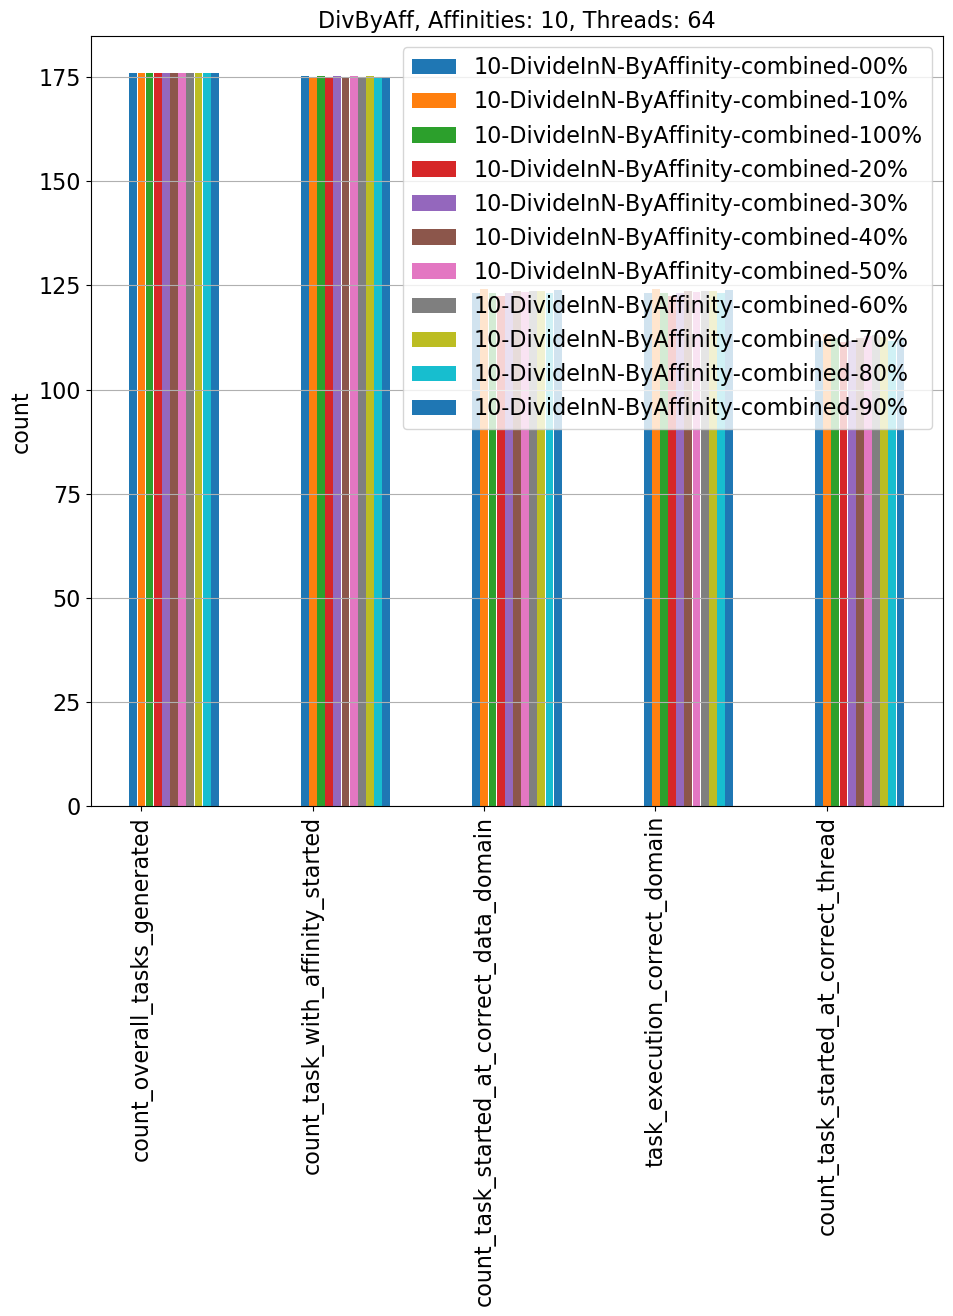 DivByAff, Affinities: 10, Threads: 64
175
150
125
100
75
50
25
0
count
10-DivideInN-ByAffinity-combined-00%
10-DivideInN-ByAffinity-combined-10%
10-DivideInN-ByAffinity-combined-100%
10-DivideInN-ByAffinity-combined-20%
10-DivideInN-ByAffinity-combined-30%
10-DivideInN-ByAffinity-combined-40%
10-DivideInN-ByAffinity-combined-50%
10-DivideInN-ByAffinity-combined-60%
10-DivideInN-ByAffinity-combined-70%
10-DivideInN-ByAffinity-combined-80%
10-DivideInN-ByAffinity-combined-90%
count_overall_tasks_generated
count_task_with_affinity_started
count_task_started_at_correct_data_domain
task_execution_correct_domain
count_task_started_at_correct_thread